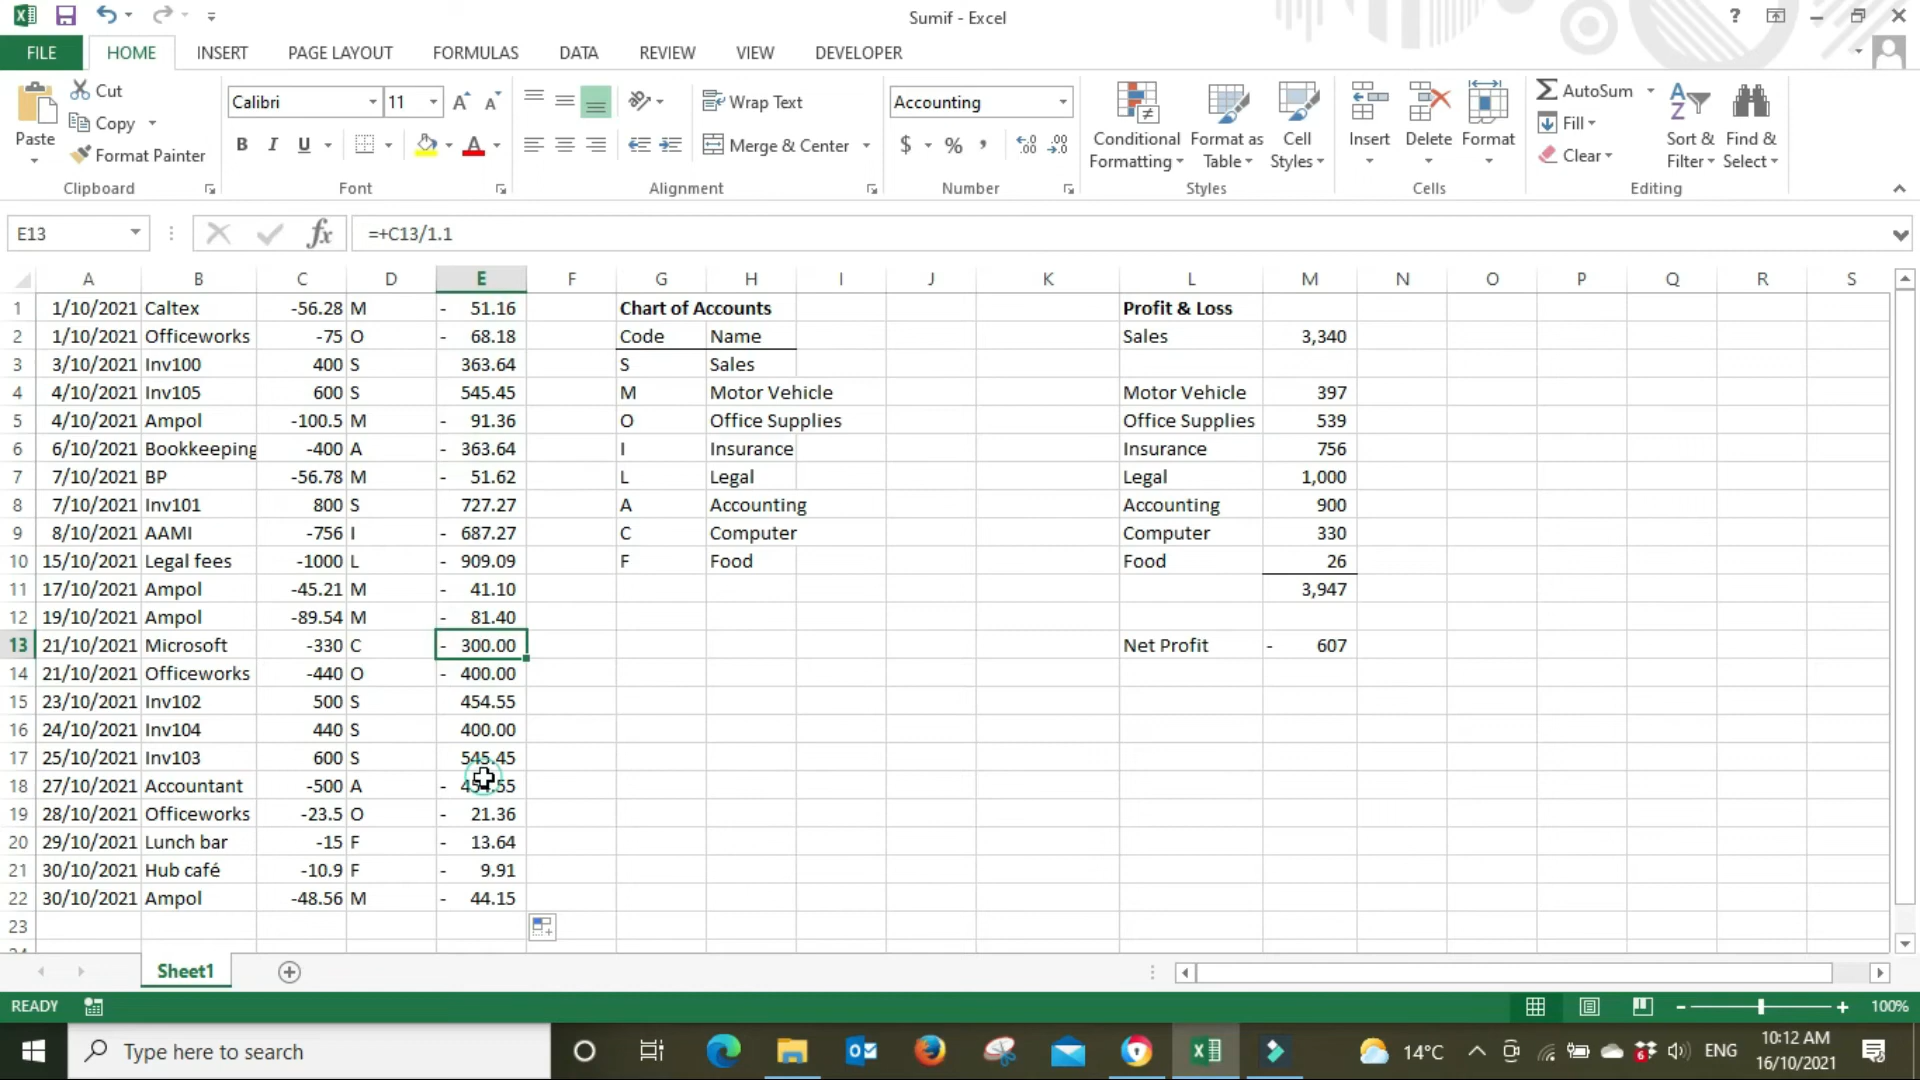 Sumif - Excel
FILE HOME INSERT PAGE LAYOUT FORMULAS DATA REVIEW VIEW DEVELOPER
Paste
Cut
Copy
Format Painter
Clipboard
Calibri 11
B I U
Font
Wrap Text
Merge & Center
Alignment
Accounting
$ % ,
Number
Conditional Formatting
Format as Table
Cell Styles
Styles
Insert Delete Format
Cells
AutoSum
Fill
Clear
Sort & Filter
Find & Select
Editing
E13 fx =+C13/1.1
A B C D E F G H I J K L M N O P Q R S
1 1/10/2021 Caltex -56.28 M - 51.16 Chart of Accounts Profit & Loss
2 1/10/2021 Officeworks -75 O - 68.18 Code Name Sales 3,340
3 3/10/2021 Inv100 400 S 363.64 S Sales
4 4/10/2021 Inv105 600 S 545.45 M Motor Vehicle Motor Vehicle 397
5 4/10/2021 Ampol -100.5 M - 91.36 O Office Supplies Office Supplies 539
6 6/10/2021 Bookkeeping -400 A - 363.64 I Insurance Insurance 756
7 7/10/2021 BP -56.78 M - 51.62 L Legal Legal 1,000
8 7/10/2021 Inv101 800 S 727.27 A Accounting Accounting 900
9 8/10/2021 AAMI -756 I - 687.27 C Computer Computer 330
10 15/10/2021 Legal fees -1000 L - 909.09 F Food Food 26
11 17/10/2021 Ampol -45.21 M - 41.10 3,947
12 19/10/2021 Ampol -89.54 M - 81.40
13 21/10/2021 Microsoft -330 C - 300.00 Net Profit - 607
14 21/10/2021 Officeworks -440 O - 400.00
15 23/10/2021 Inv102 500 S 454.55
16 24/10/2021 Inv104 440 S 400.00
17 25/10/2021 Inv103 600 S 545.45
18 27/10/2021 Accountant -500 A - 454.55
19 28/10/2021 Officeworks -23.5 O - 21.36
20 29/10/2021 Lunch bar -15 F - 13.64
21 30/10/2021 Hub café -10.9 F - 9.91
22 30/10/2021 Ampol -48.56 M - 44.15
23
Sheet1
READY 100%
Type here to search
14°C ENG
10:12 AM
16/10/2021